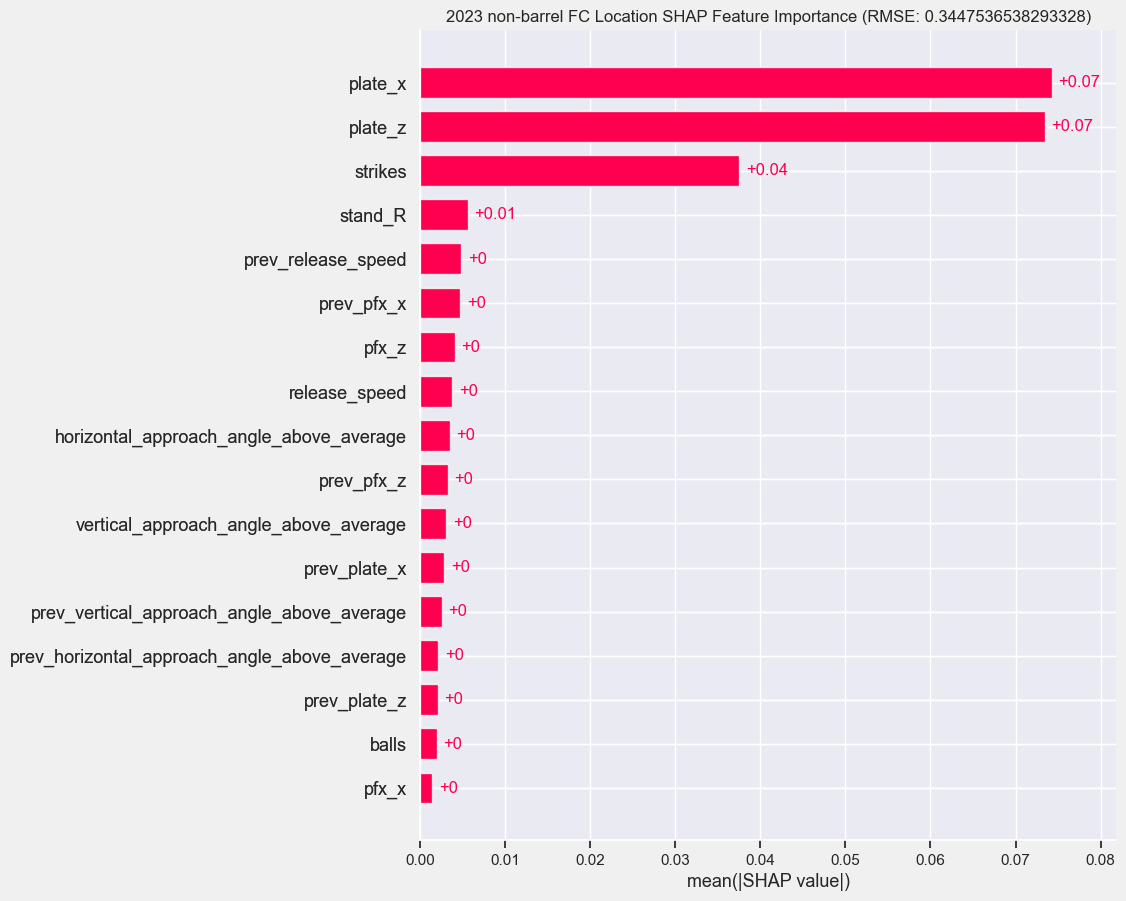 2023 non-barrel FC Location SHAP Feature Importance (RMSE: 0.3447536538293328)
plate_x +0.07
plate_z +0.07
strikes +0.04
stand_R +0.01
prev_release_speed +0
prev_pfx_x +0
pfx_z +0
release_speed +0
horizontal_approach_angle_above_average +0
prev_pfx_z +0
vertical_approach_angle_above_average +0
prev_plate_x +0
prev_vertical_approach_angle_above_average +0
prev_horizontal_approach_angle_above_average +0
prev_plate_z +0
balls +0
pfx_x +0
0.00 0.01 0.02 0.03 0.04 0.05 0.06 0.07 0.08
mean(|SHAP value|)